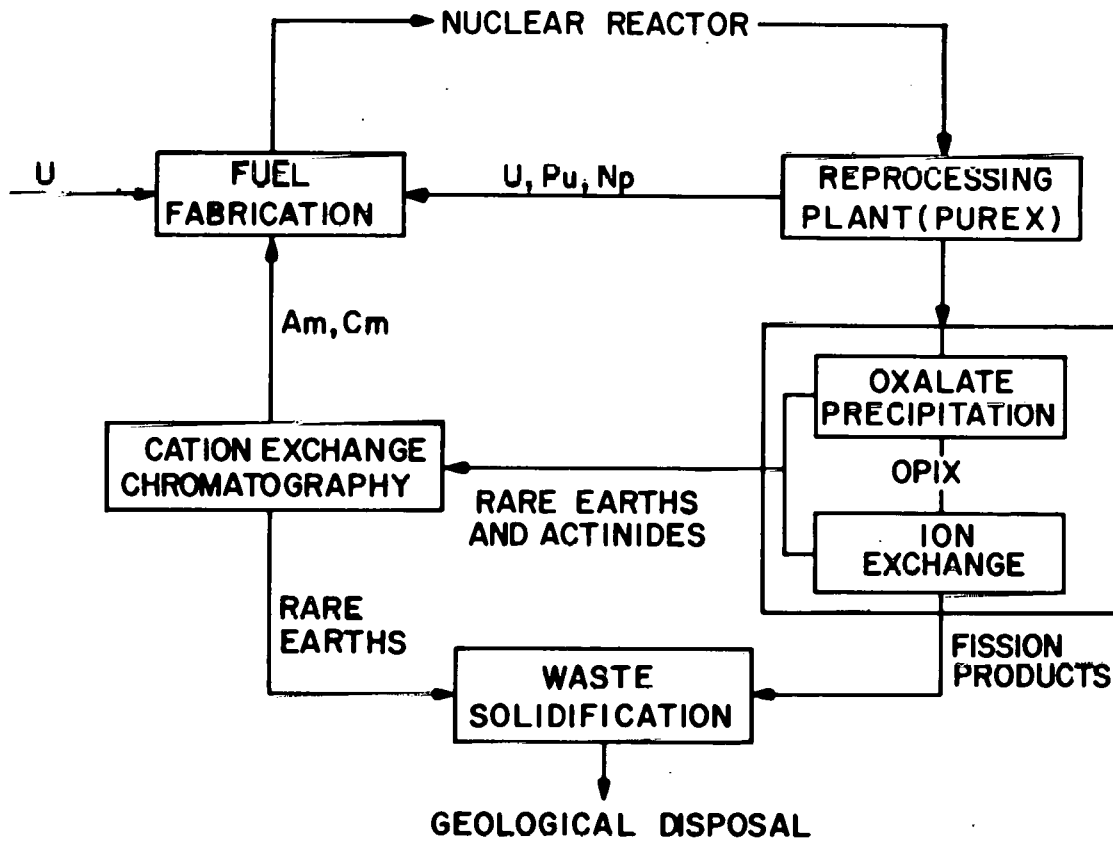 NUCLEAR REACTOR
U
FUEL
FABRICATION
U, Pu, Np
REPROCESSING
PLANT (PUREX)
Am, Cm
OXALATE
PRECIPITATION
CATION EXCHANGE
CHROMATOGRAPHY
OPIX
RARE EARTHS
AND ACTINIDES
ION
EXCHANGE
RARE
EARTHS
FISSION
PRODUCTS
WASTE
SOLIDIFICATION
GEOLOGICAL DISPOSAL